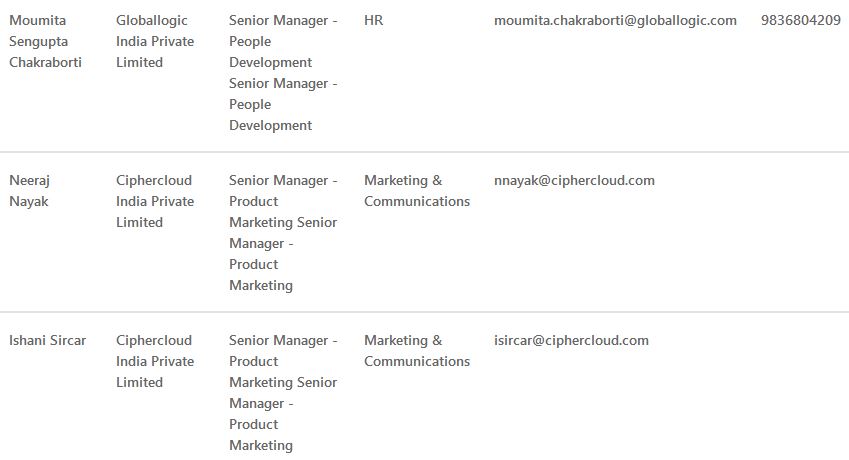 Moumita Sengupta Chakraborti
Globallogic India Private Limited
Senior Manager - People Development Senior Manager - People Development
HR
moumita.chakraborti@globallogic.com
9836804209
Neeraj Nayak
Ciphercloud India Private Limited
Senior Manager - Product Marketing Senior Manager - Product Marketing
Marketing & Communications
nnayak@ciphercloud.com
Ishani Sircar
Ciphercloud India Private Limited
Senior Manager - Product Marketing Senior Manager - Product Marketing
Marketing & Communications
isircar@ciphercloud.com